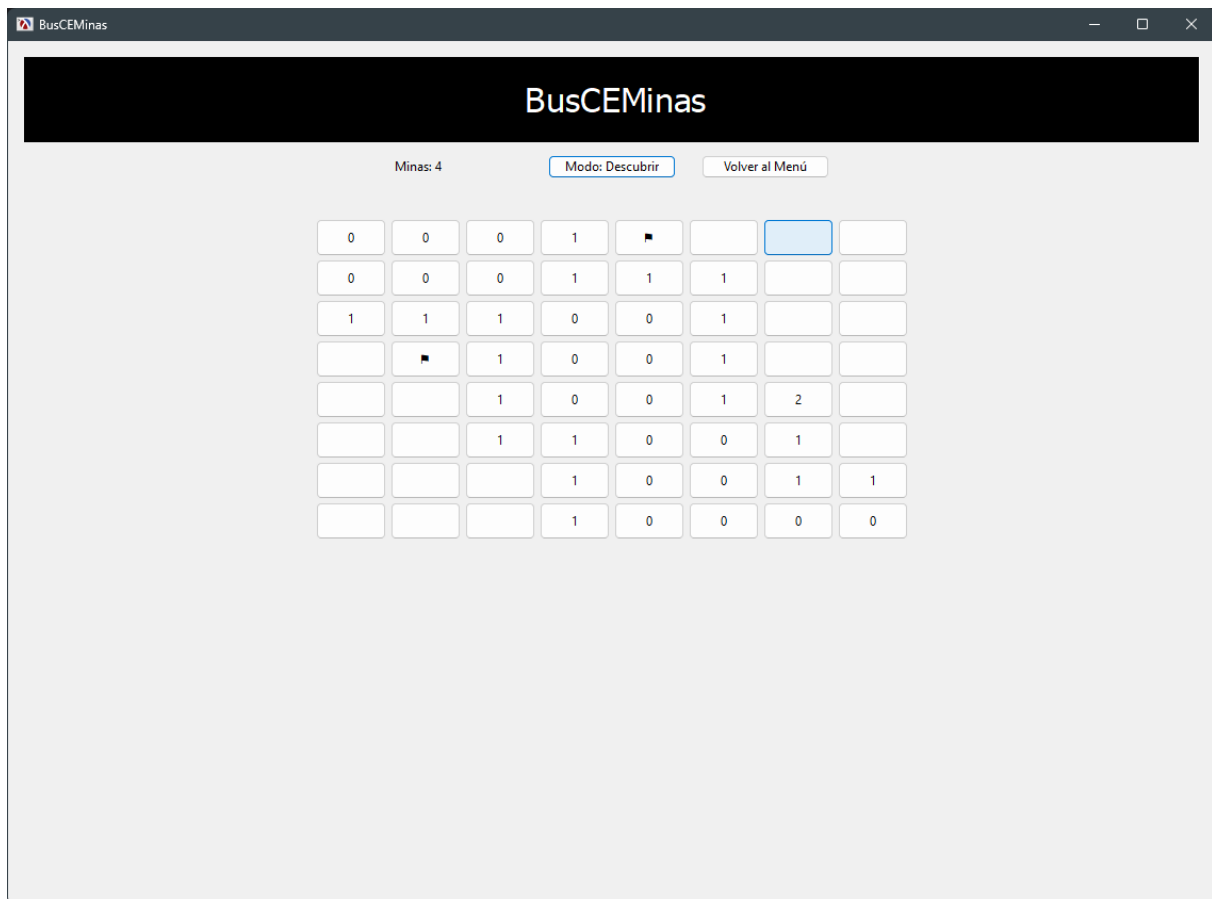 BusCEMinas
BusCEMinas
Minas: 4 Modo: Descubrir Volver al Menú
0 0 0 1
0 0 0 1 1 1
1 1 1 0 0 1
1 0 0 1
1 0 0 1 2
1 1 0 0 1
1 0 0 1 1
1 0 0 0 0